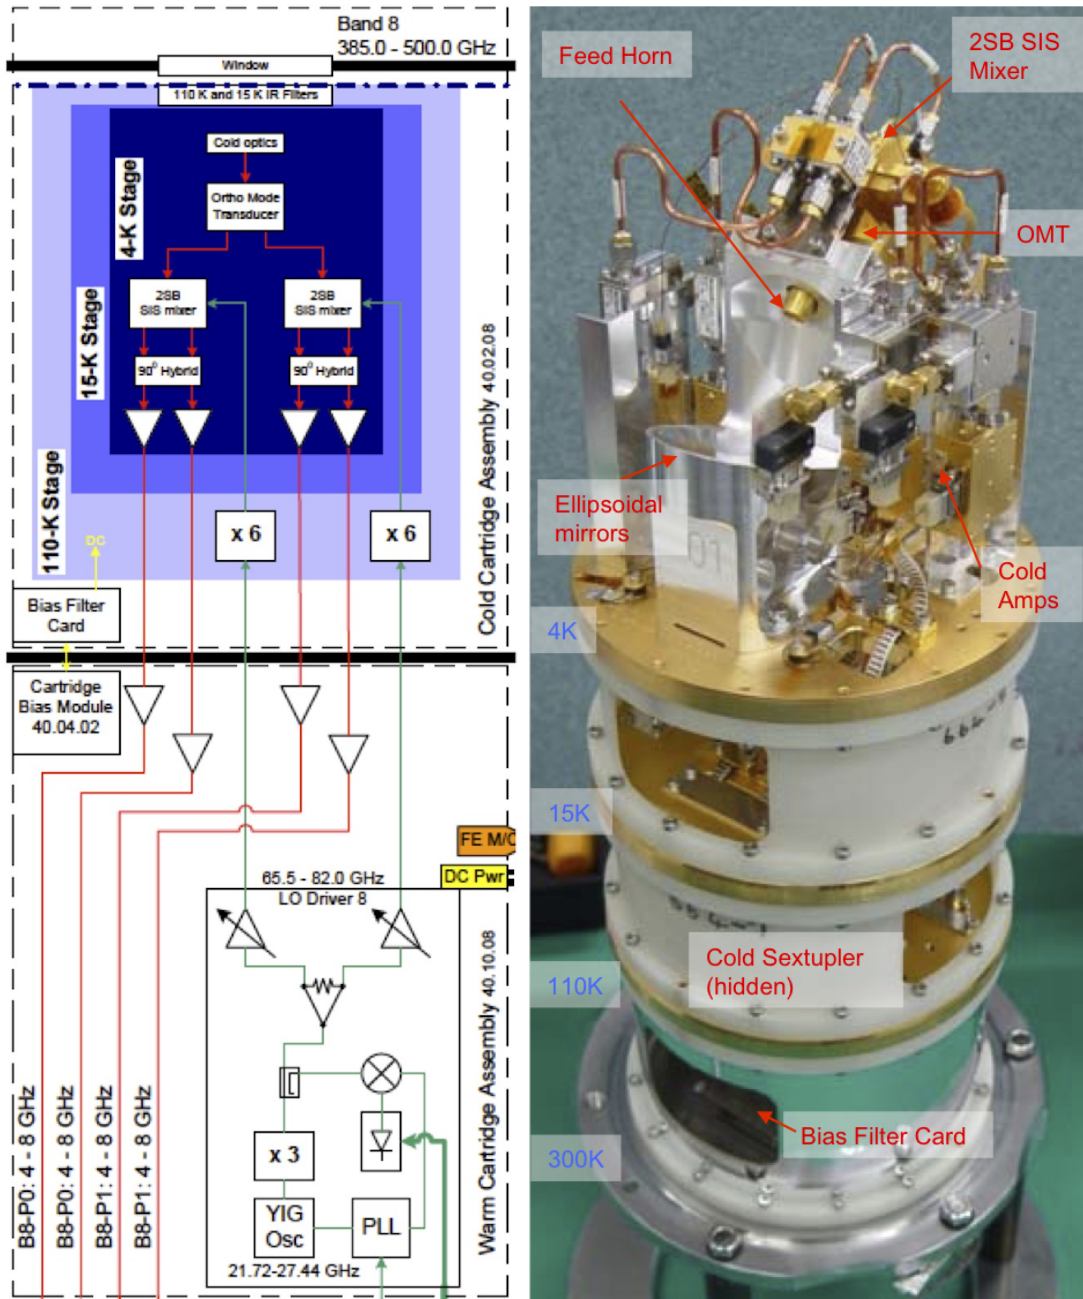 Band 8
385.0 - 500.0 GHz
Window
110 K and 15 K IR Filters
Cold optics
Ortho Mode
Transducer
4-K Stage
2SB
SIS mixer
2SB
SIS mixer
15-K Stage
90⁰ Hybrid
90⁰ Hybrid
110-K Stage
x 6
x 6
DC
Bias Filter
Card
Cold Cartridge Assembly 40.02.08
Cartridge
Bias Module
40.04.02
FE M/C
DC Pwr
65.5 - 82.0 GHz
LO Driver 8
x 3
YIG
Osc
PLL
21.72-27.44 GHz
B8-P0: 4 - 8 GHz
B8-P0: 4 - 8 GHz
B8-P1: 4 - 8 GHz
B8-P1: 4 - 8 GHz
Warm Cartridge Assembly 40.10.08
Feed Horn
2SB SIS
Mixer
OMT
Ellipsoidal
mirrors
01
Cold
Amps
4K
15K
Cold Sextupler
(hidden)
110K
Bias Filter Card
300K